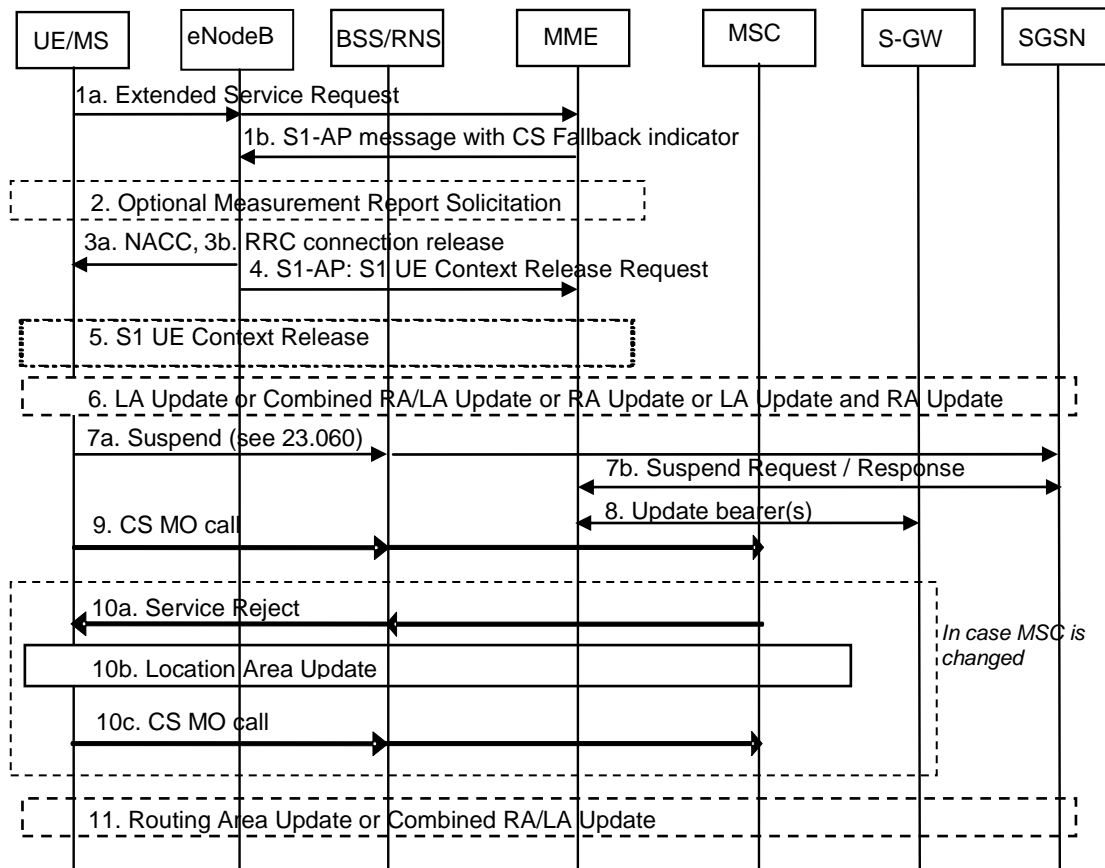 UE/MS
eNodeB
BSS/RNS
MME
MSC
S-GW
SGSN
1a. Extended Service Request
1b. S1-AP message with CS Fallback indicator
2. Optional Measurement Report Solicitation
3a. NACC, 3b. RRC connection release
4. S1-AP: S1 UE Context Release Request
5. S1 UE Context Release
6. LA Update or Combined RA/LA Update or RA Update or LA Update and RA Update
7a. Suspend (see 23.060)
7b. Suspend Request / Response
8. Update bearer(s)
9. CS MO call
10a. Service Reject
In case MSC is
changed
10b. Location Area Update
10c. CS MO call
11. Routing Area Update or Combined RA/LA Update